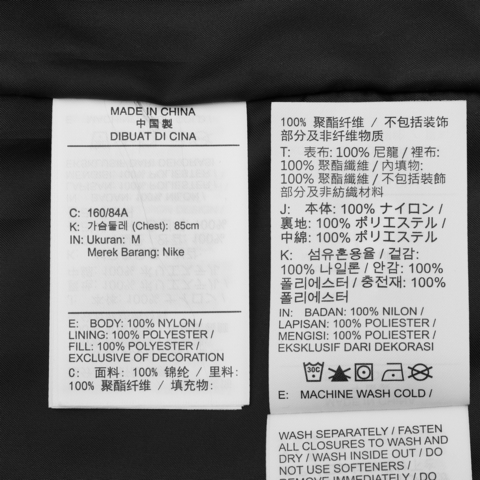 MADE IN CHINA
中國製
DIBUAT DI CINA
C: 160/84A
K: 가슴둘레 (Chest): 85cm
IN: Ukuran: M
Merek Barang: Nike
E: BODY: 100% NYLON /
LINING: 100% POLYESTER /
FILL: 100% POLYESTER /
EXCLUSIVE OF DECORATION
C: 面料: 100% 锦纶 / 里料:
100% 聚酯纤维 / 填充物:
100% 聚酯纤维 / 不包括装饰
部分及非纤维物质
T: 表布: 100% 尼龍 / 裡布:
100% 聚酯纖維 / 內填物:
100% 聚酯纖維 / 不包括裝飾
部分及非紡織材料
J: 本体: 100% ナイロン /
裏地: 100% ポリエステル /
中綿: 100% ポリエステル
K: 섬유혼용율 / 겉감:
100% 나일론 / 안감: 100%
폴리에스터 / 충전재: 100%
폴리에스터
IN: BADAN: 100% NILON /
LAPISAN: 100% POLIESTER /
MENGISI: 100% POLIESTER /
EKSKLUSIF DARI DEKORASI
30C
E: MACHINE WASH COLD /
WASH SEPARATELY / FASTEN
ALL CLOSURES TO WASH AND
DRY / WASH INSIDE OUT / DO
NOT USE SOFTENERS /
REMOVE IMMEDIATELY / DO